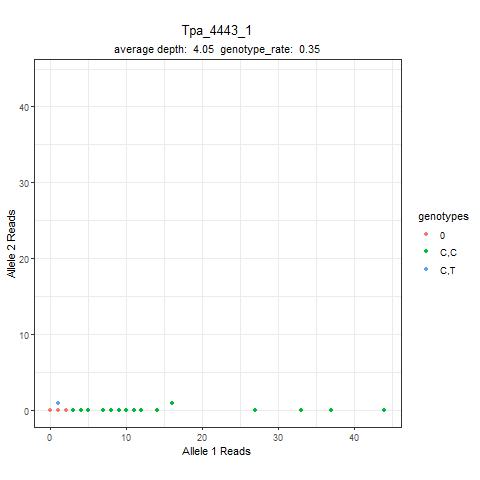 Tpa_4443_1
average depth:  4.05  genotype_rate:  0.35
40
30
20
10
0
Allele 2 Reads
0 10 20 30 40
Allele 1 Reads
genotypes
0
C,C
C,T